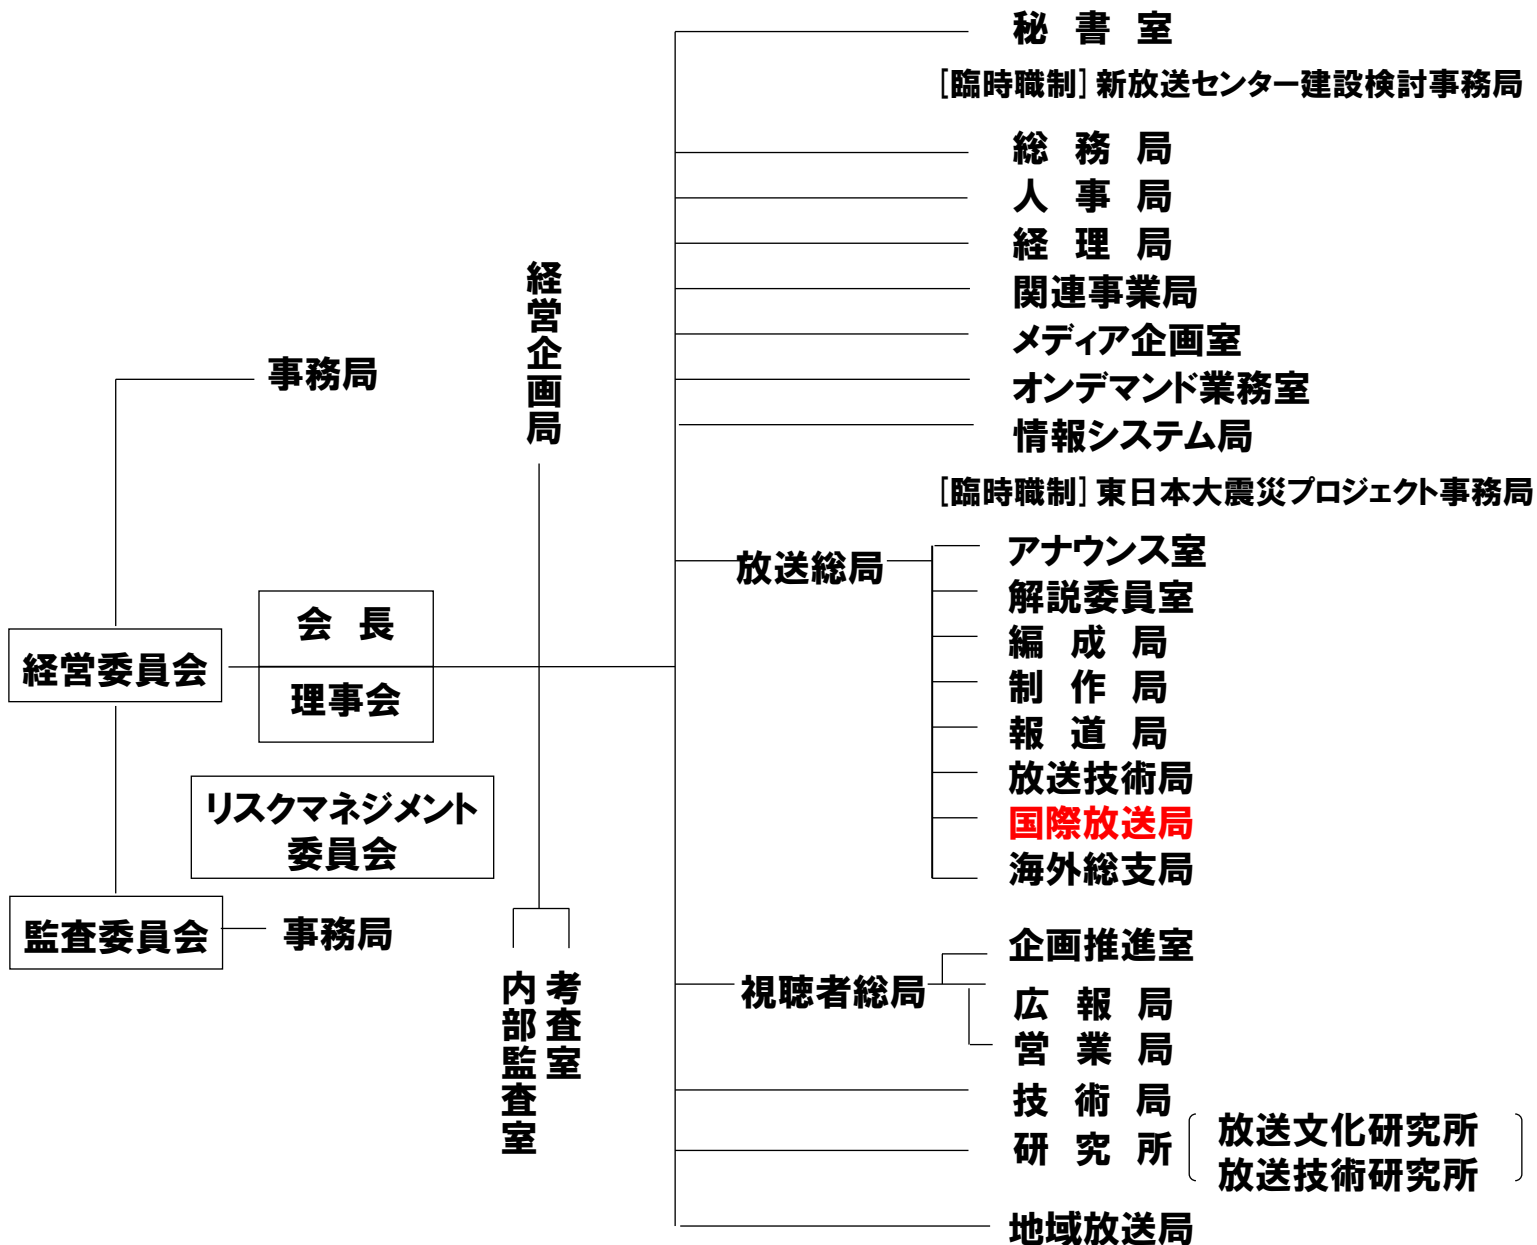 秘書室
[臨時職制] 新放送センター建設検討事務局
総務局
人事局
経理局
関連事業局
メディア企画室
オンデマンド業務室
情報システム局
[臨時職制] 東日本大震災プロジェクト事務局
経営企画局
事務局
会長
理事会
経営委員会
リスクマネジメント
委員会
監査委員会
事務局
内部監査室
考査室
放送総局
アナウンス室
解説委員室
編成局
制作局
報道局
放送技術局
国際放送局
海外総支局
視聴者総局
企画推進室
広報局
営業局
技術局
研究所
放送文化研究所
放送技術研究所
地域放送局